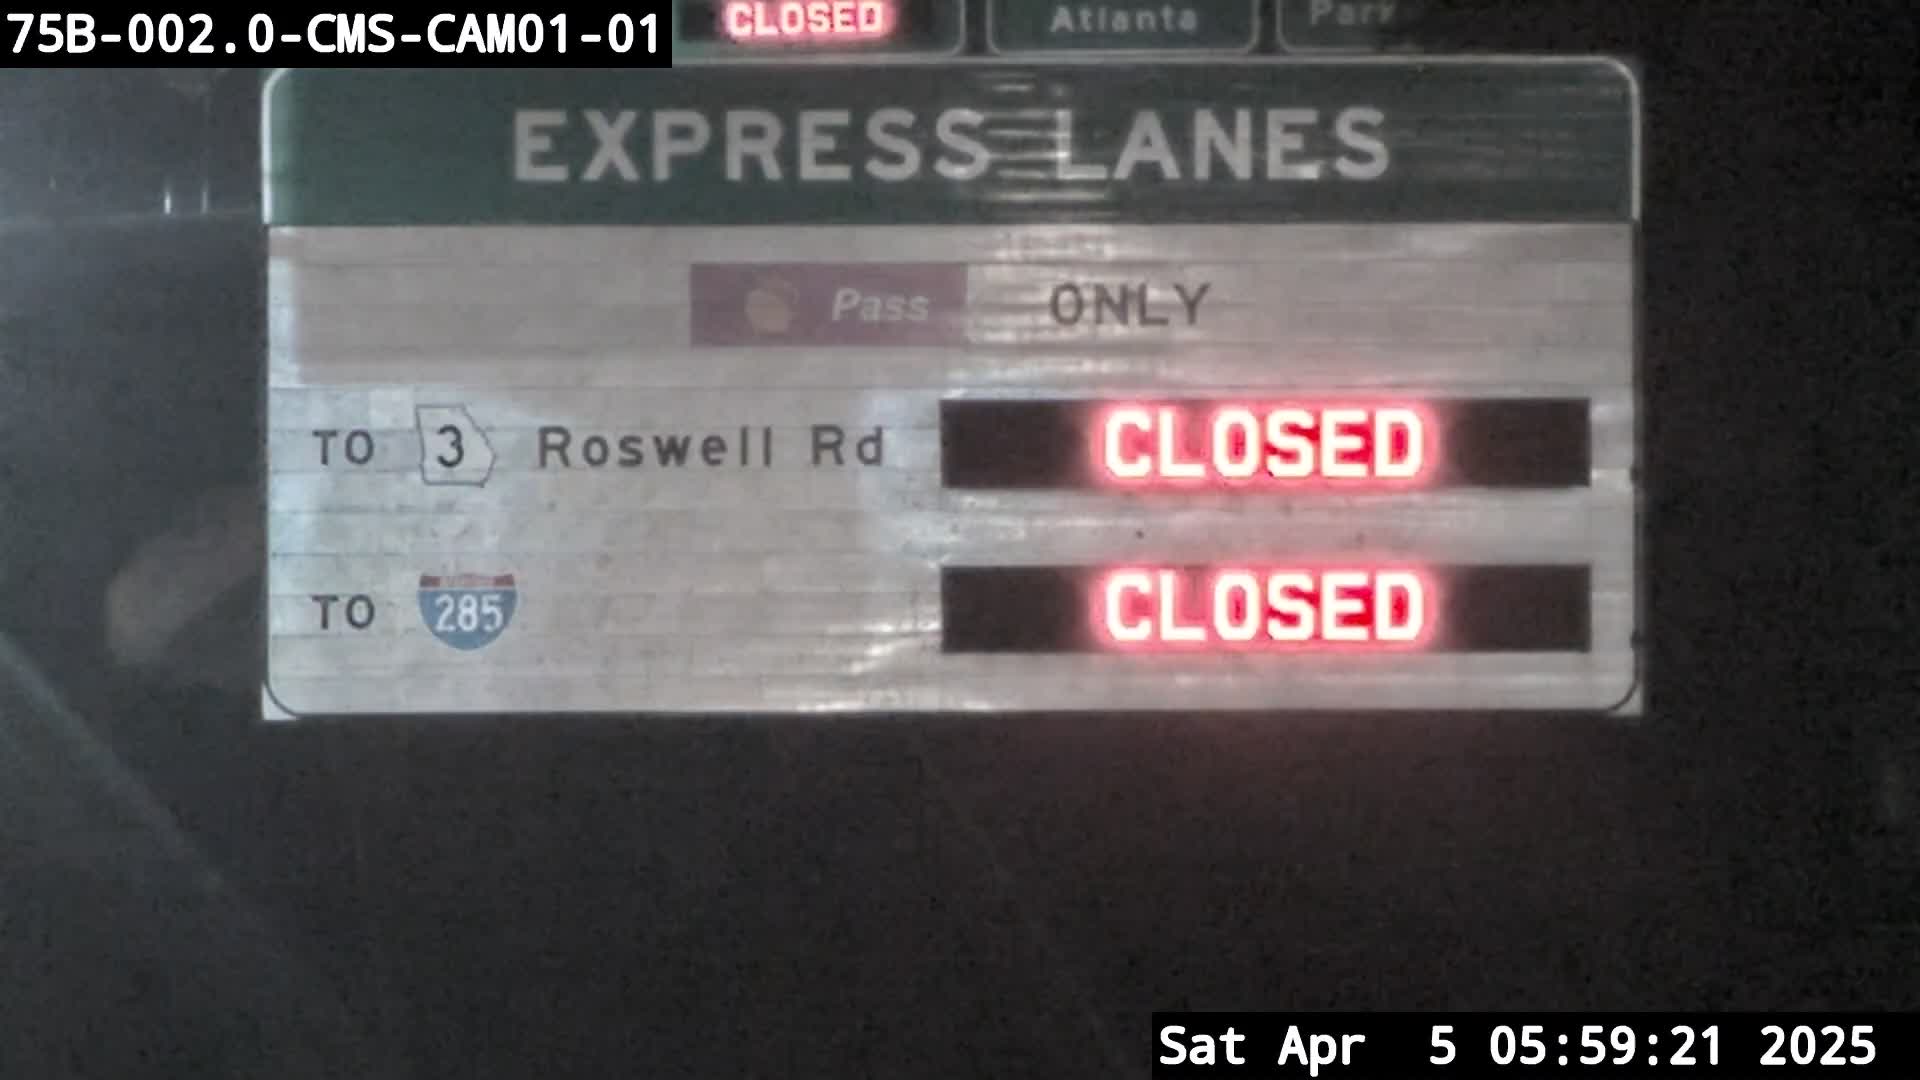 75B-002.0-CMS-CAM01-01
CLOSED
Atlanta
Park
EXPRESS LANES
Pass ONLY
TO 3 Roswell Rd CLOSED
TO 285 CLOSED
Sat Apr 5 05:59:21 2025